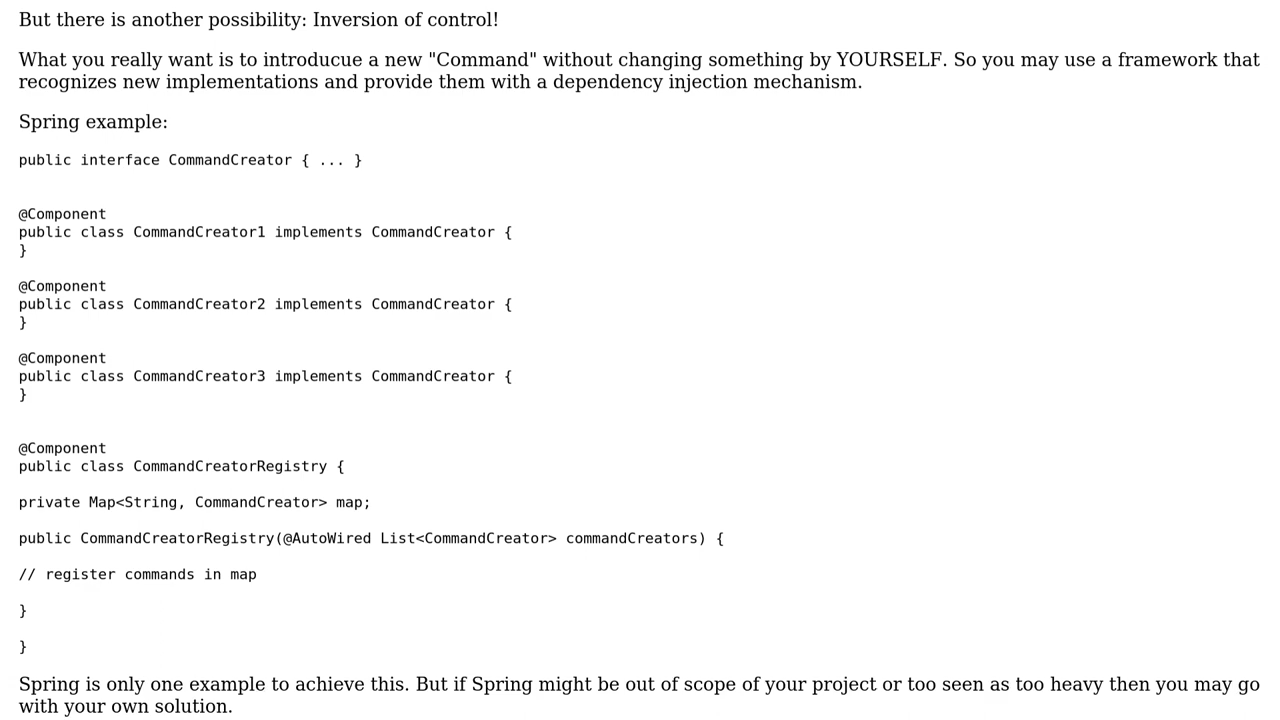 But there is another possibility: Inversion of control!
What you really want is to introducue a new "Command" without changing something by YOURSELF. So you may use a framework that
recognizes new implementations and provide them with a dependency injection mechanism.
Spring example:
public interface CommandCreator { ... }
@Component
public class CommandCreator1 implements CommandCreator {
}
@Component
public class CommandCreator2 implements CommandCreator {
}
@Component
public class CommandCreator3 implements CommandCreator {
}
@Component
public class CommandCreatorRegistry {
private Map<String, CommandCreator> map;
public CommandCreatorRegistry(@AutoWired List<CommandCreator> commandCreators) {
// register commands in map
}
}
Spring is only one example to achieve this. But if Spring might be out of scope of your project or too seen as too heavy then you may go
with your own solution.